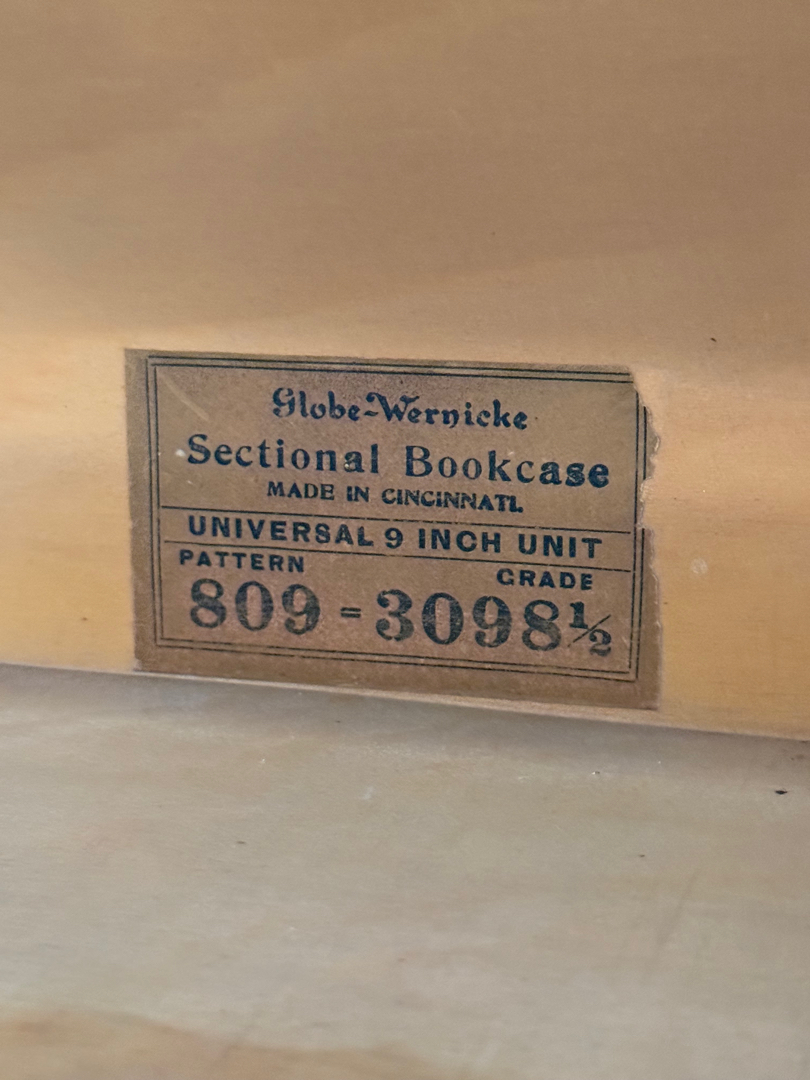 Globe-Wernicke
Sectional Bookcase
MADE IN CINCINNATI.
UNIVERSAL 9 INCH UNIT
PATTERN GRADE
809 = 3098½